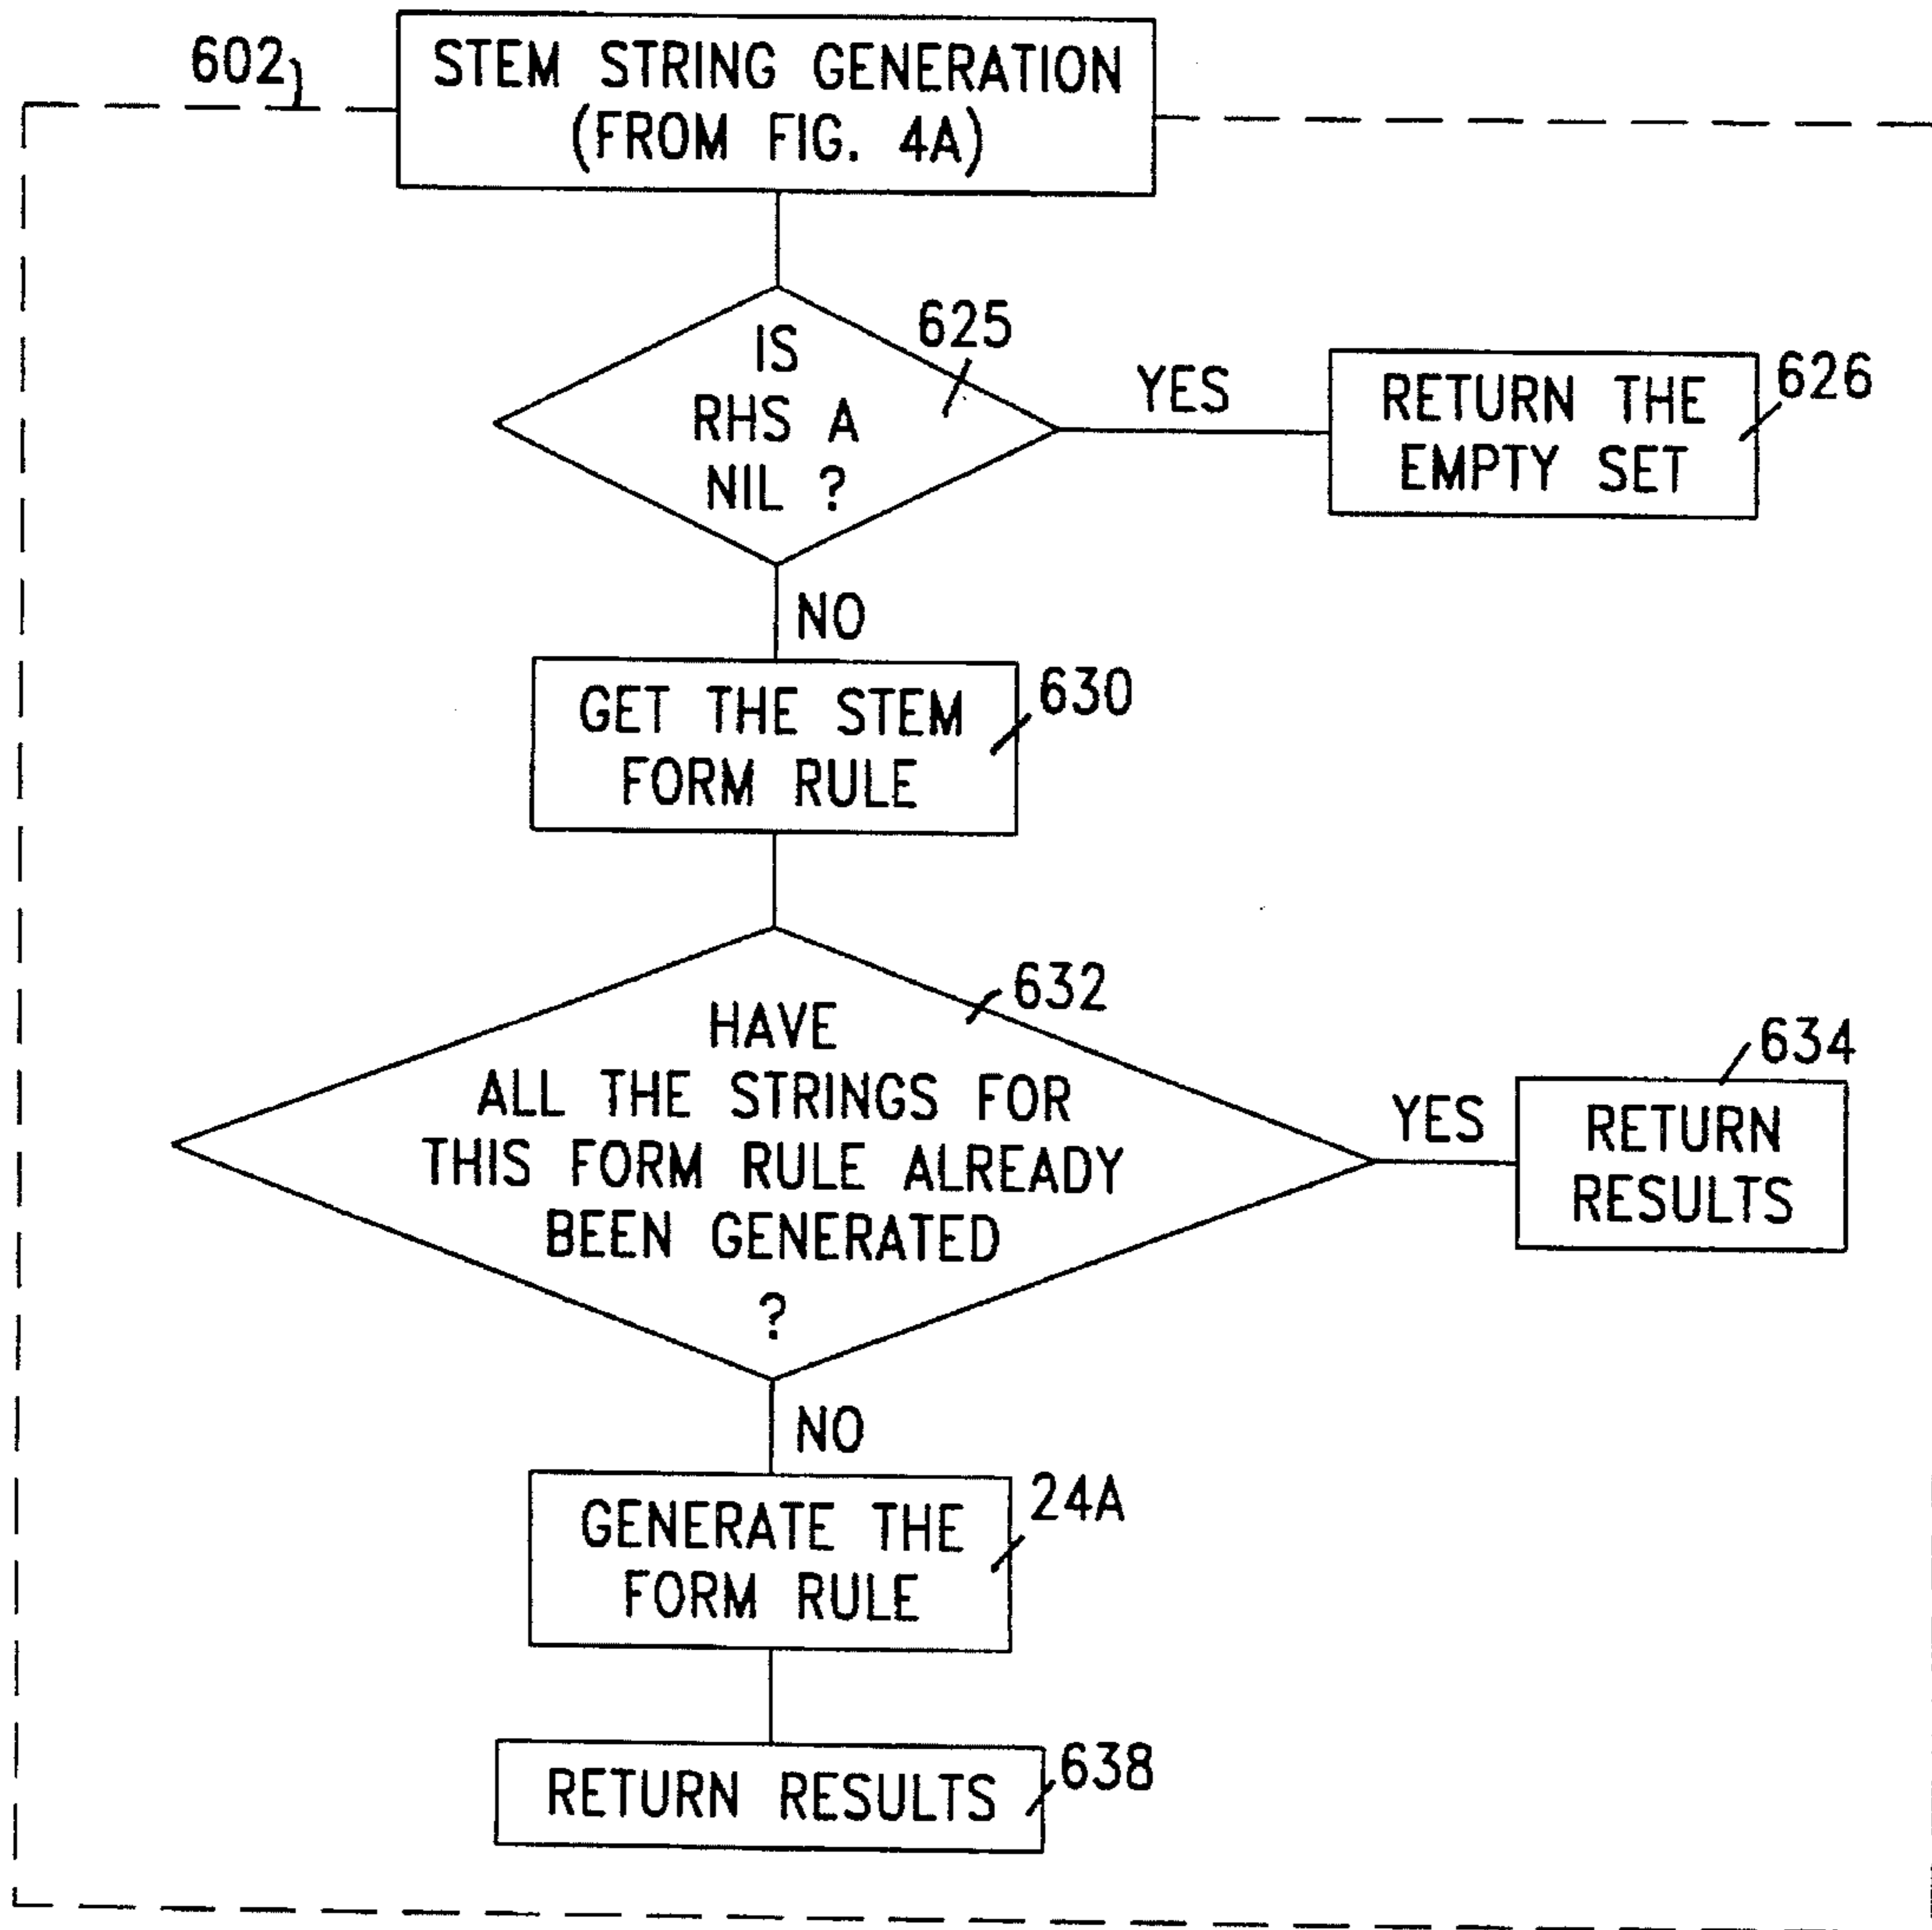 602
STEM STRING GENERATION
(FROM FIG. 4A)
IS
RHS A
NIL ?
625
YES
RETURN THE
EMPTY SET
626
NO
GET THE STEM
FORM RULE
630
HAVE
ALL THE STRINGS FOR
THIS FORM RULE ALREADY
BEEN GENERATED
?
632
YES
634
RETURN
RESULTS
NO
GENERATE THE
FORM RULE
24A
RETURN RESULTS
638